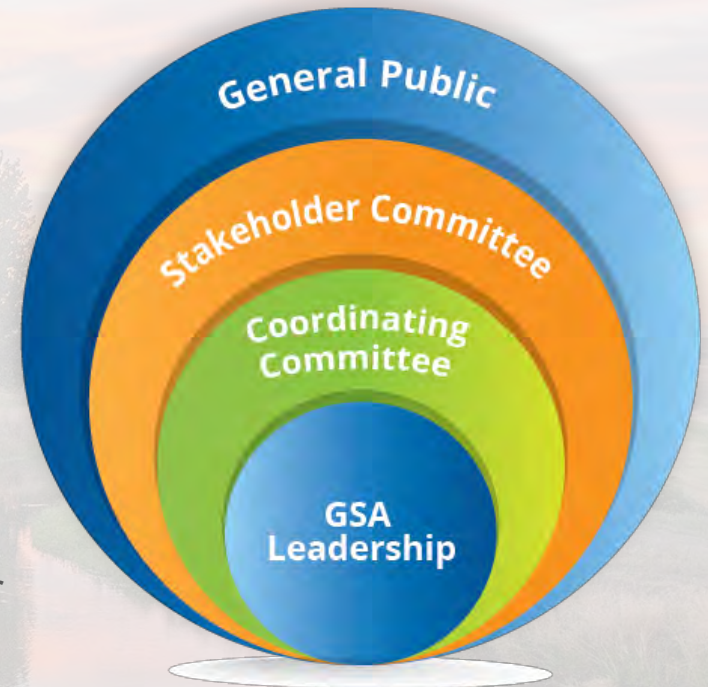 General Public
Stakeholder Committee
Coordinating
Committee
GSA
Leadership